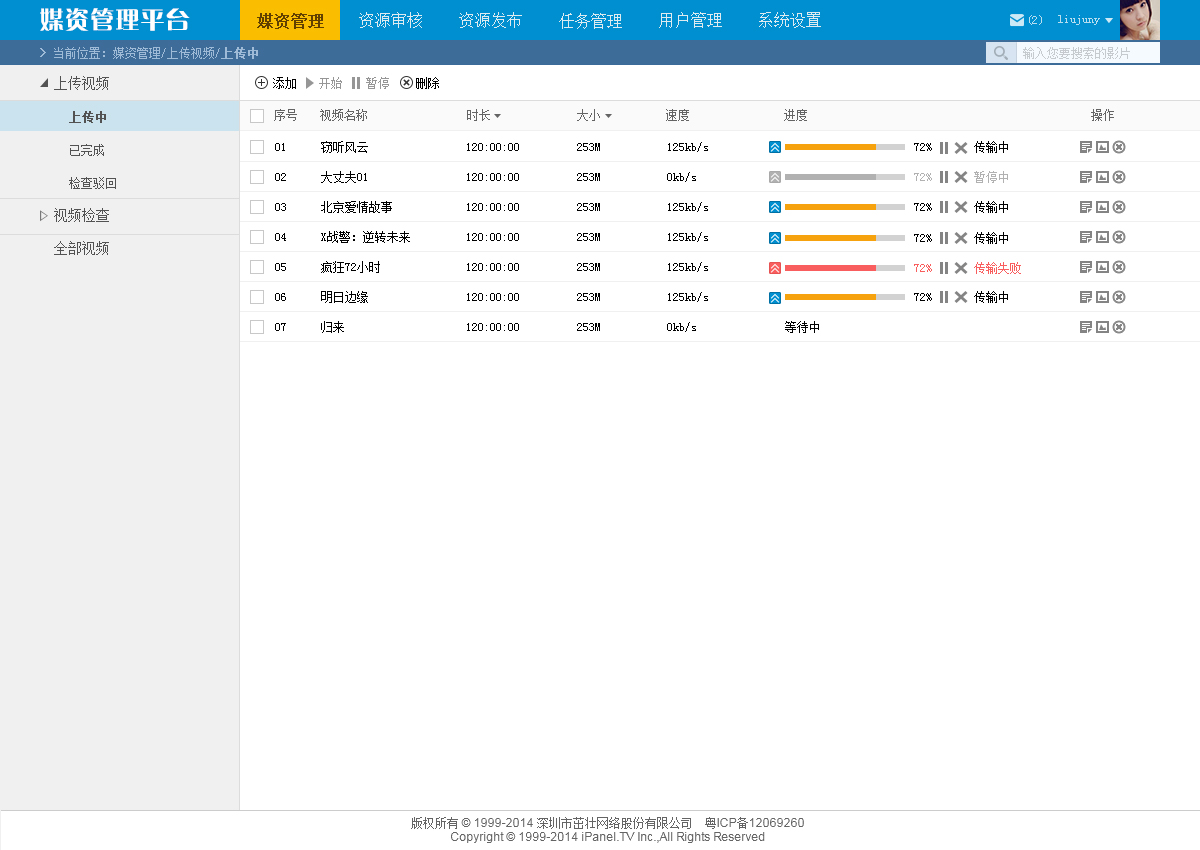 媒资管理平台 媒资管理 资源审核 资源发布 任务管理 用户管理 系统设置 (2) liujuny
当前位置：媒资管理/上传视频/上传中 输入您要搜索的影片
上传视频
上传中
已完成
检查驳回
视频检查
全部视频
添加 开始 暂停 删除
序号 视频名称 时长 大小 速度 进度 操作
01 窃听风云 120:00:00 253M 125kb/s 72% 传输中
02 大丈夫01 120:00:00 253M 0kb/s 72% 暂停中
03 北京爱情故事 120:00:00 253M 125kb/s 72% 传输中
04 X战警：逆转未来 120:00:00 253M 125kb/s 72% 传输中
05 疯狂72小时 120:00:00 253M 125kb/s 72% 传输失败
06 明日边缘 120:00:00 253M 125kb/s 72% 传输中
07 归来 120:00:00 253M 0kb/s 等待中
版权所有 © 1999-2014 深圳市茁壮网络股份有限公司 粤ICP备12069260
Copyright © 1999-2014 iPanel.TV Inc.,All Rights Reserved